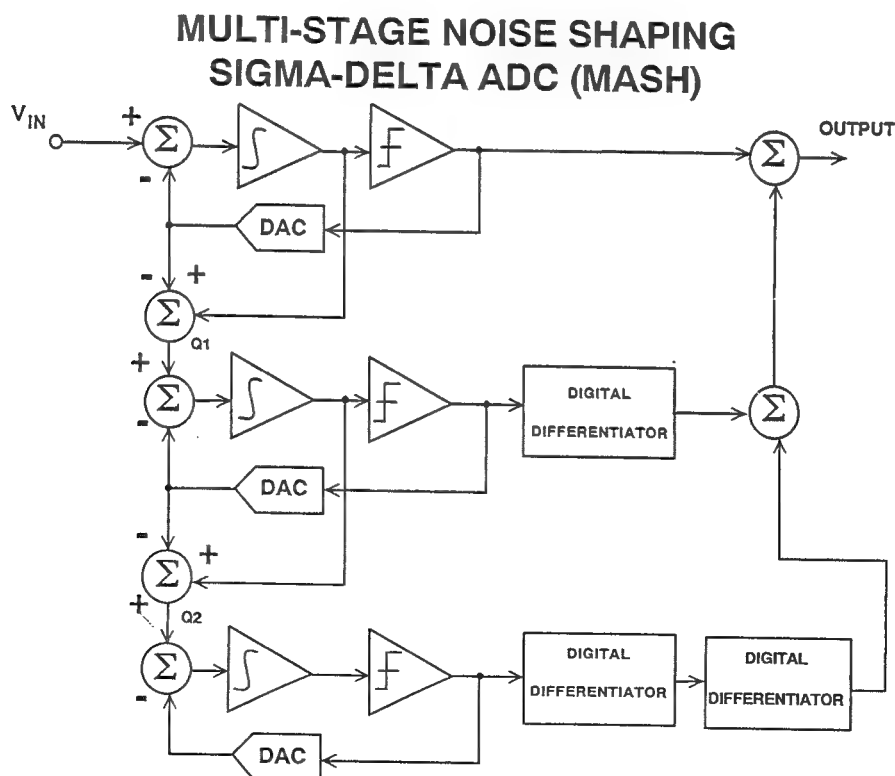 MULTI-STAGE NOISE SHAPING
SIGMA-DELTA ADC (MASH)
VIN
+
Σ
∫
Σ
OUTPUT
-
DAC
-
+
Σ
Q1
+
Σ
∫
DIGITAL
DIFFERENTIATOR
Σ
-
DAC
-
+
Σ
+
Q2
Σ
∫
DIGITAL
DIFFERENTIATOR
DIGITAL
DIFFERENTIATOR
-
DAC